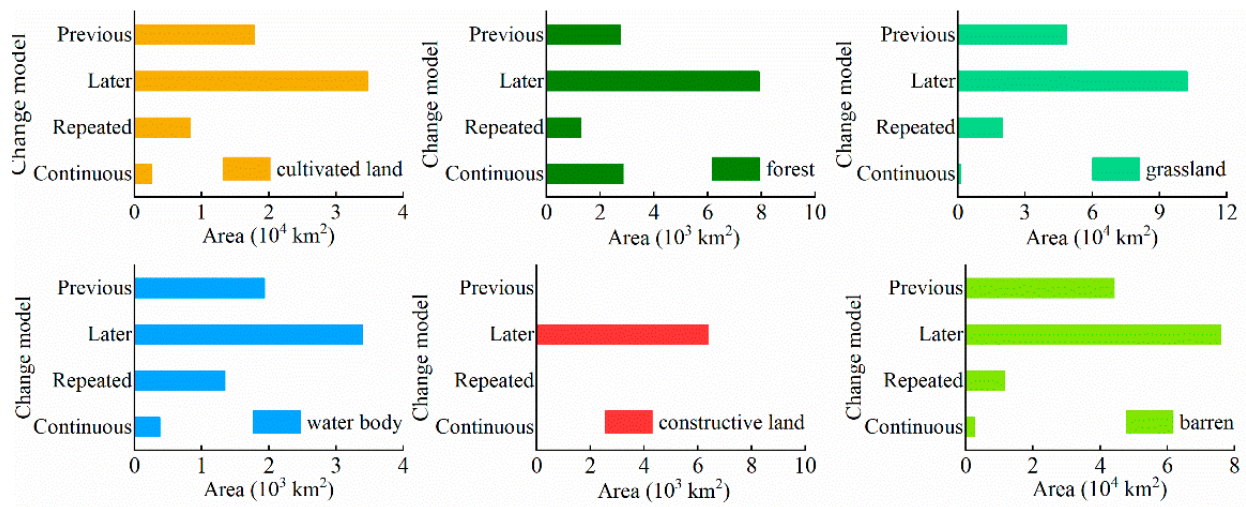 Change model
Previous
Later
Repeated
Continuous
cultivated land
0 1 2 3 4
Area (10⁴ km²)
Change model
Previous
Later
Repeated
Continuous
forest
0 2 4 6 8 10
Area (10³ km²)
Change model
Previous
Later
Repeated
Continuous
grassland
0 3 6 9 12
Area (10⁴ km²)
Change model
Previous
Later
Repeated
Continuous
water body
0 1 2 3 4
Area (10³ km²)
Change model
Previous
Later
Repeated
Continuous
constructive land
0 2 4 6 8 10
Area (10³ km²)
Change model
Previous
Later
Repeated
Continuous
barren
0 2 4 6 8
Area (10⁴ km²)